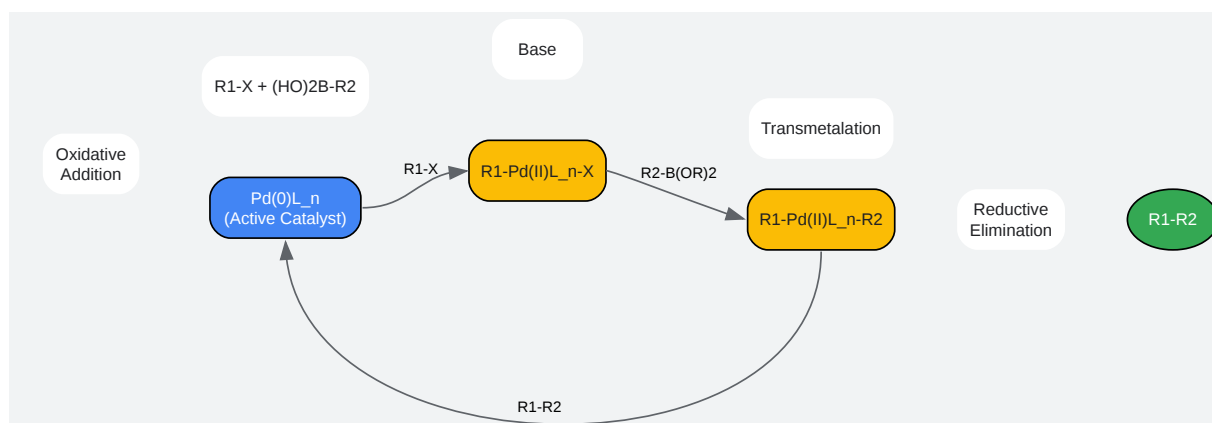 Base
R1-X + (HO)2B-R2
Transmetalation
Oxidative
Addition
R1-X
R1-Pd(II)L_n-X
R2-B(OR)2
Pd(0)L_n
(Active Catalyst)
R1-Pd(II)L_n-R2
Reductive
Elimination
R1-R2
R1-R2